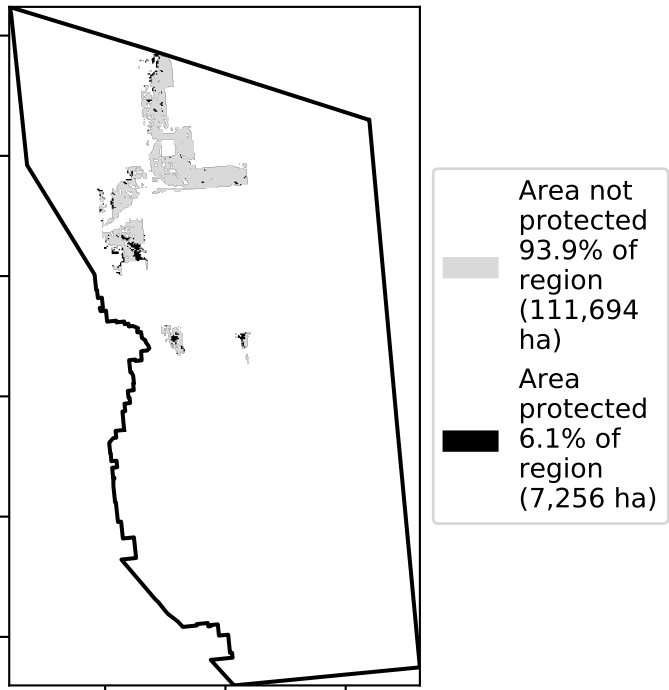 Area not
protected
93.9% of
region
(111,694
ha)
Area
protected
6.1% of
region
(7,256 ha)